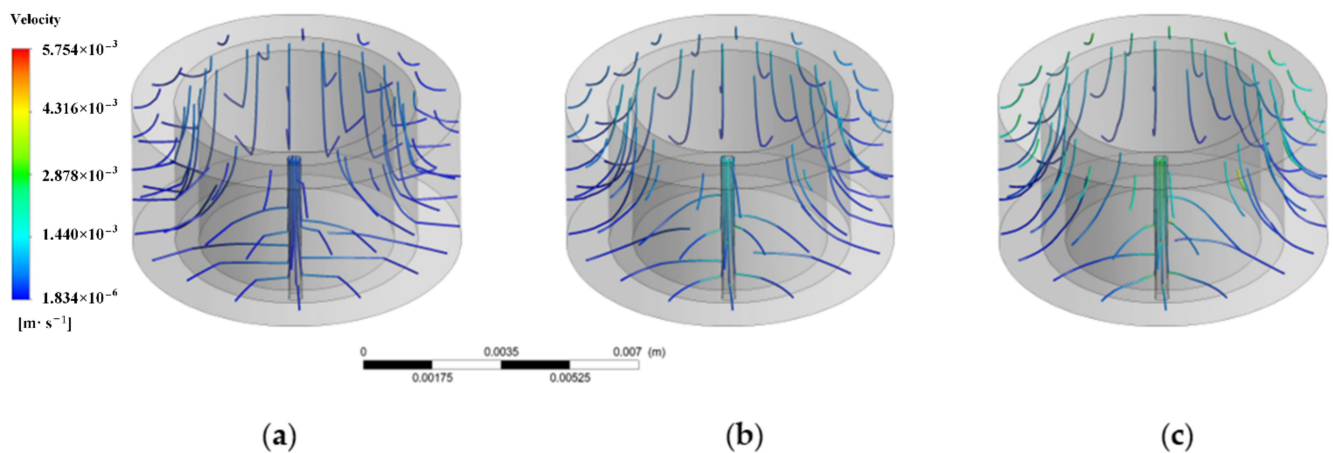 Velocity
5.754×10⁻³
4.316×10⁻³
2.878×10⁻³
1.440×10⁻³
1.834×10⁻⁶
[m· s⁻¹]
0 0.0035 0.007 (m)
0.00175 0.00525
(a) (b) (c)